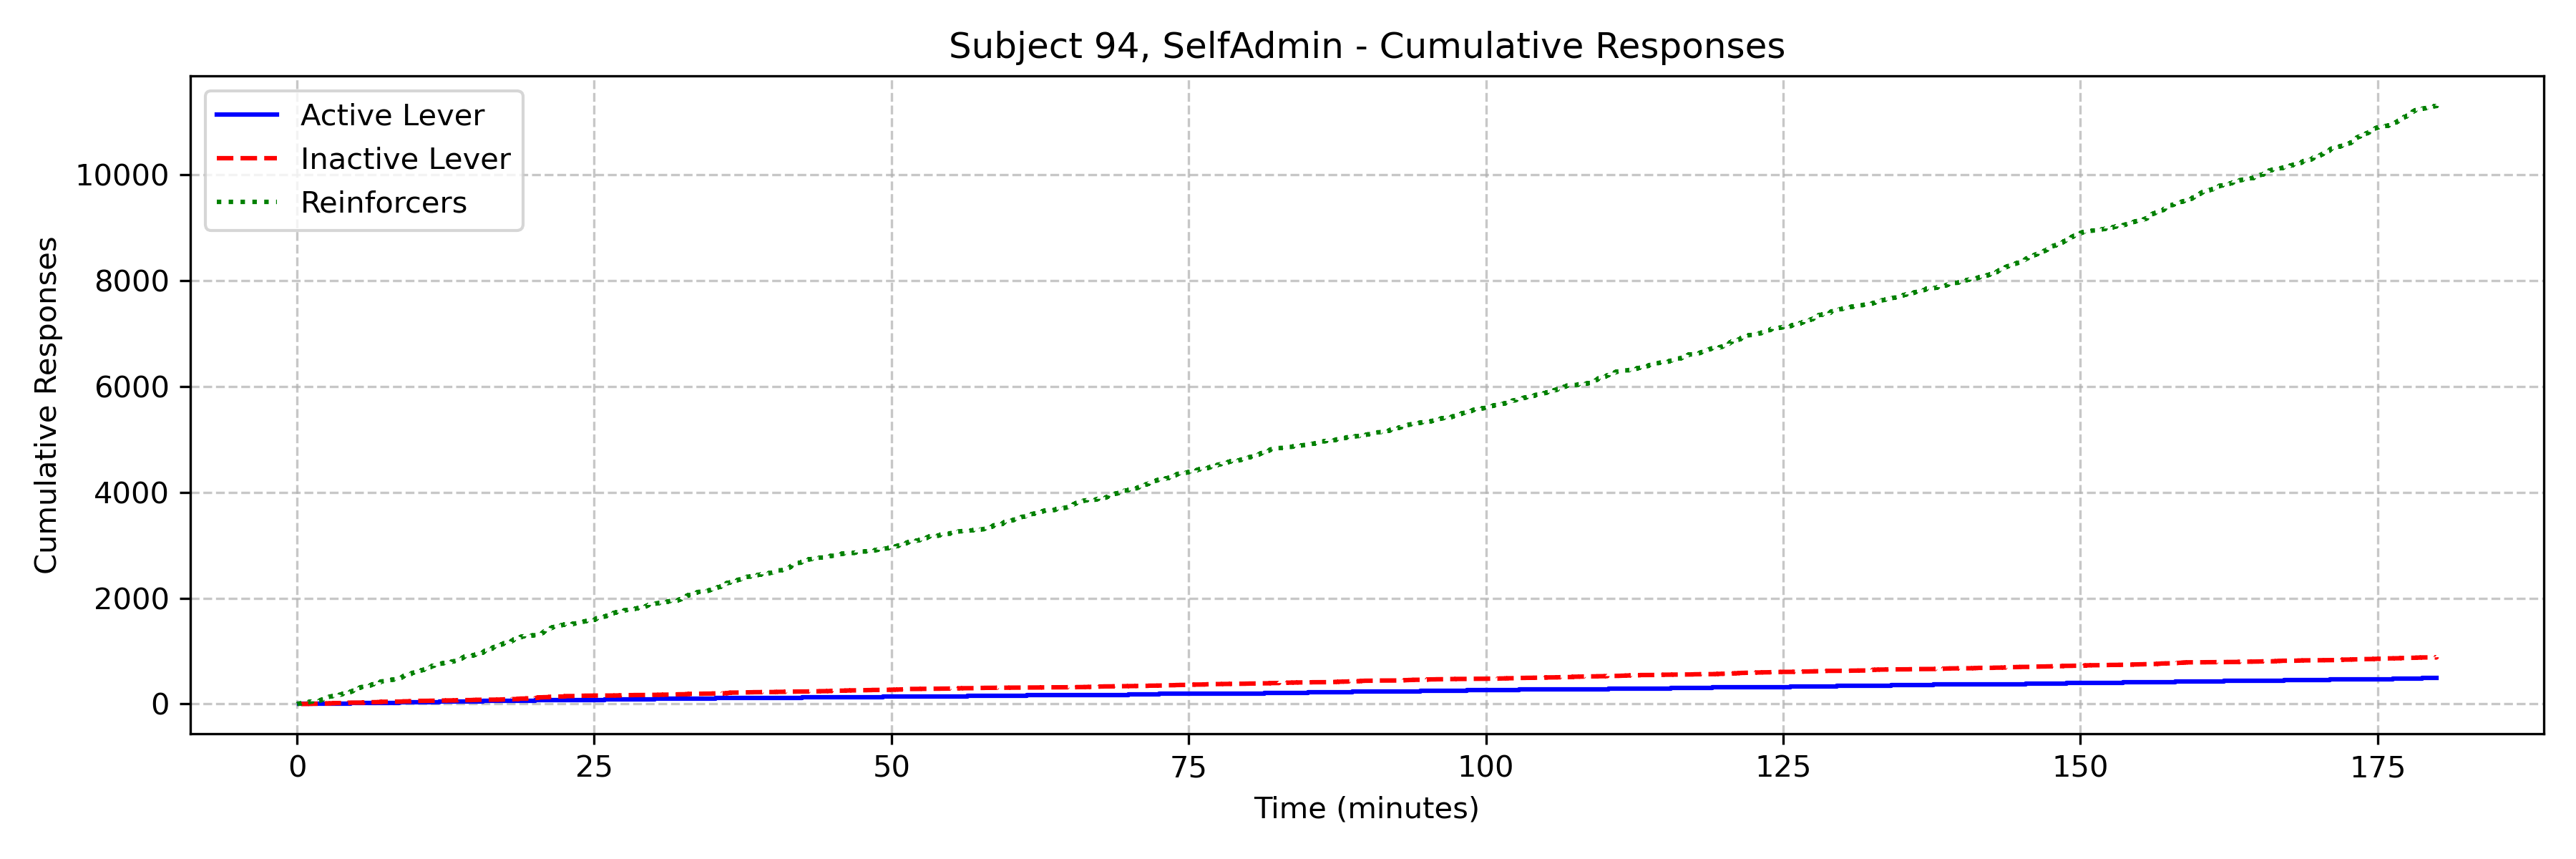 Subject 94, SelfAdmin - Cumulative Responses
Active Lever
Inactive Lever
Reinforcers
Cumulative Responses
10000
8000
6000
4000
2000
0
0 25 50 75 100 125 150 175
Time (minutes)